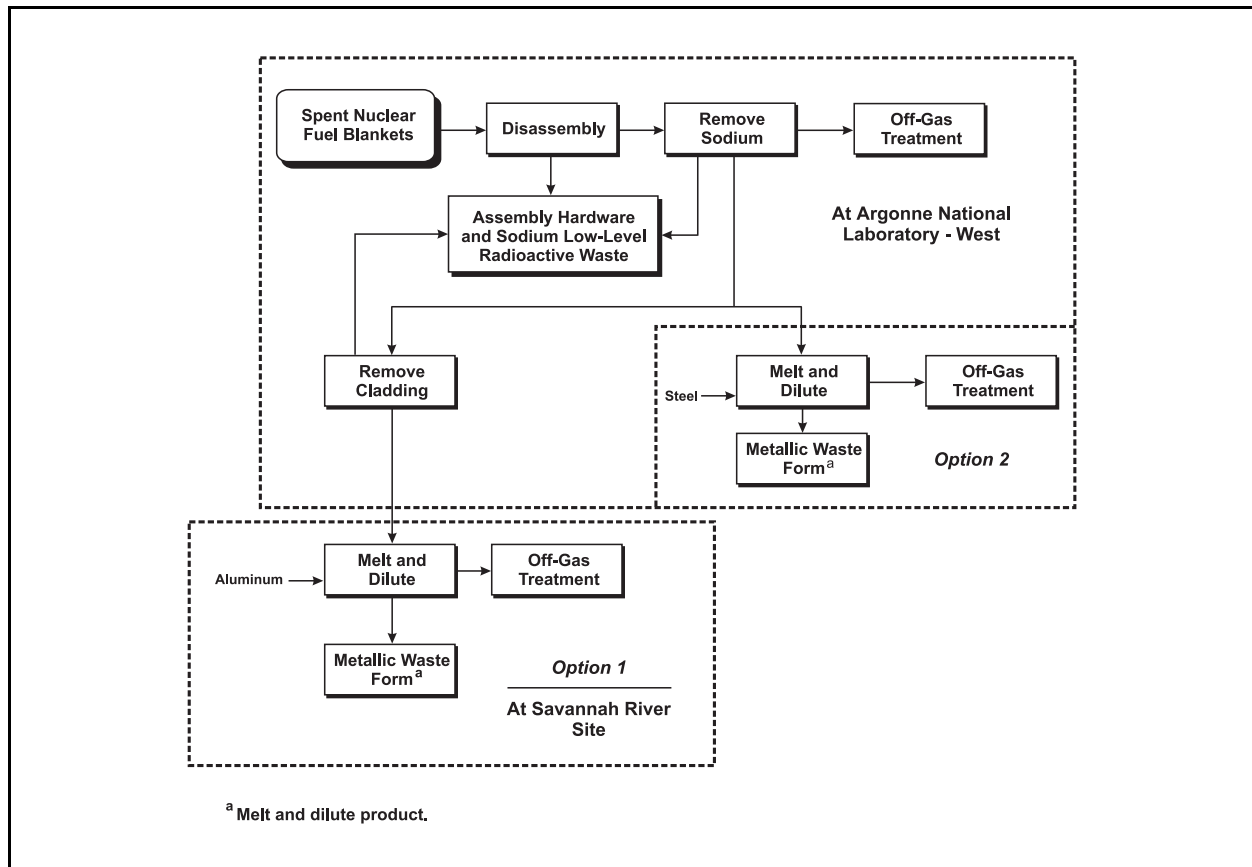 Spent Nuclear
Fuel Blankets
Disassembly
Remove
Sodium
Off-Gas
Treatment
Assembly Hardware
and Sodium Low-Level
Radioactive Waste
At Argonne National
Laboratory - West
Remove
Cladding
Steel
Melt and
Dilute
Off-Gas
Treatment
Metallic Waste
Form a
Option 2
Aluminum
Melt and
Dilute
Off-Gas
Treatment
Metallic Waste
Form a
Option 1
At Savannah River
Site
a Melt and dilute product.